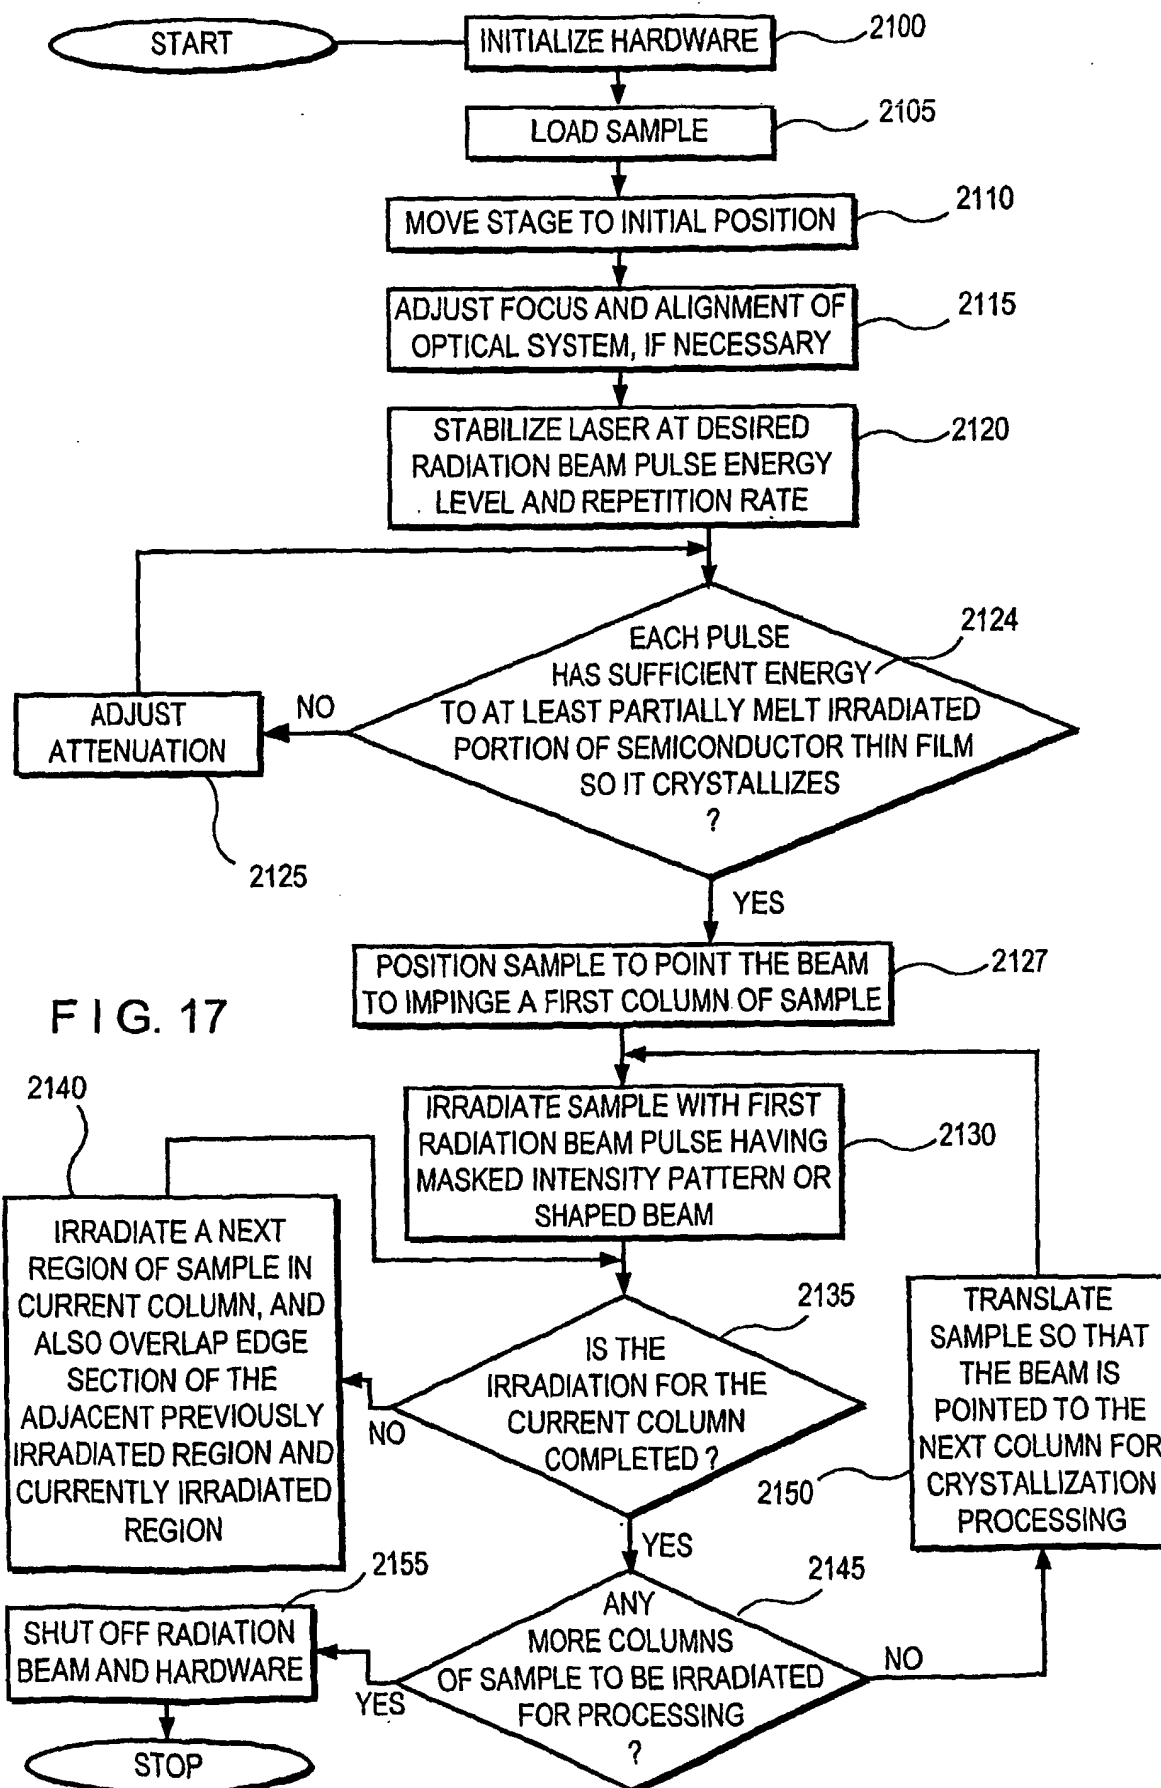 START
INITIALIZE HARDWARE
2100
LOAD SAMPLE
2105
MOVE STAGE TO INITIAL POSITION
2110
ADJUST FOCUS AND ALIGNMENT OF
OPTICAL SYSTEM, IF NECESSARY
2115
STABILIZE LASER AT DESIRED
RADIATION BEAM PULSE ENERGY
LEVEL AND REPETITION RATE
2120
EACH PULSE
HAS SUFFICIENT ENERGY
TO AT LEAST PARTIALLY MELT IRRADIATED
PORTION OF SEMICONDUCTOR THIN FILM
SO IT CRYSTALLIZES
?
2124
NO
ADJUST
ATTENUATION
2125
YES
POSITION SAMPLE TO POINT THE BEAM
TO IMPINGE A FIRST COLUMN OF SAMPLE
2127
FIG. 17
IRRADIATE SAMPLE WITH FIRST
RADIATION BEAM PULSE HAVING
MASKED INTENSITY PATTERN OR
SHAPED BEAM
2130
2140
IRRADIATE A NEXT
REGION OF SAMPLE IN
CURRENT COLUMN, AND
ALSO OVERLAP EDGE
SECTION OF THE
ADJACENT PREVIOUSLY
IRRADIATED REGION AND
CURRENTLY IRRADIATED
REGION
2135
IS THE
IRRADIATION FOR THE
CURRENT COLUMN
COMPLETED ?
NO
YES
TRANSLATE
SAMPLE SO THAT
THE BEAM IS
POINTED TO THE
NEXT COLUMN FOR
CRYSTALLIZATION
PROCESSING
2150
2145
ANY
MORE COLUMNS
OF SAMPLE TO BE IRRADIATED
FOR PROCESSING
?
NO
YES
2155
SHUT OFF RADIATION
BEAM AND HARDWARE
STOP